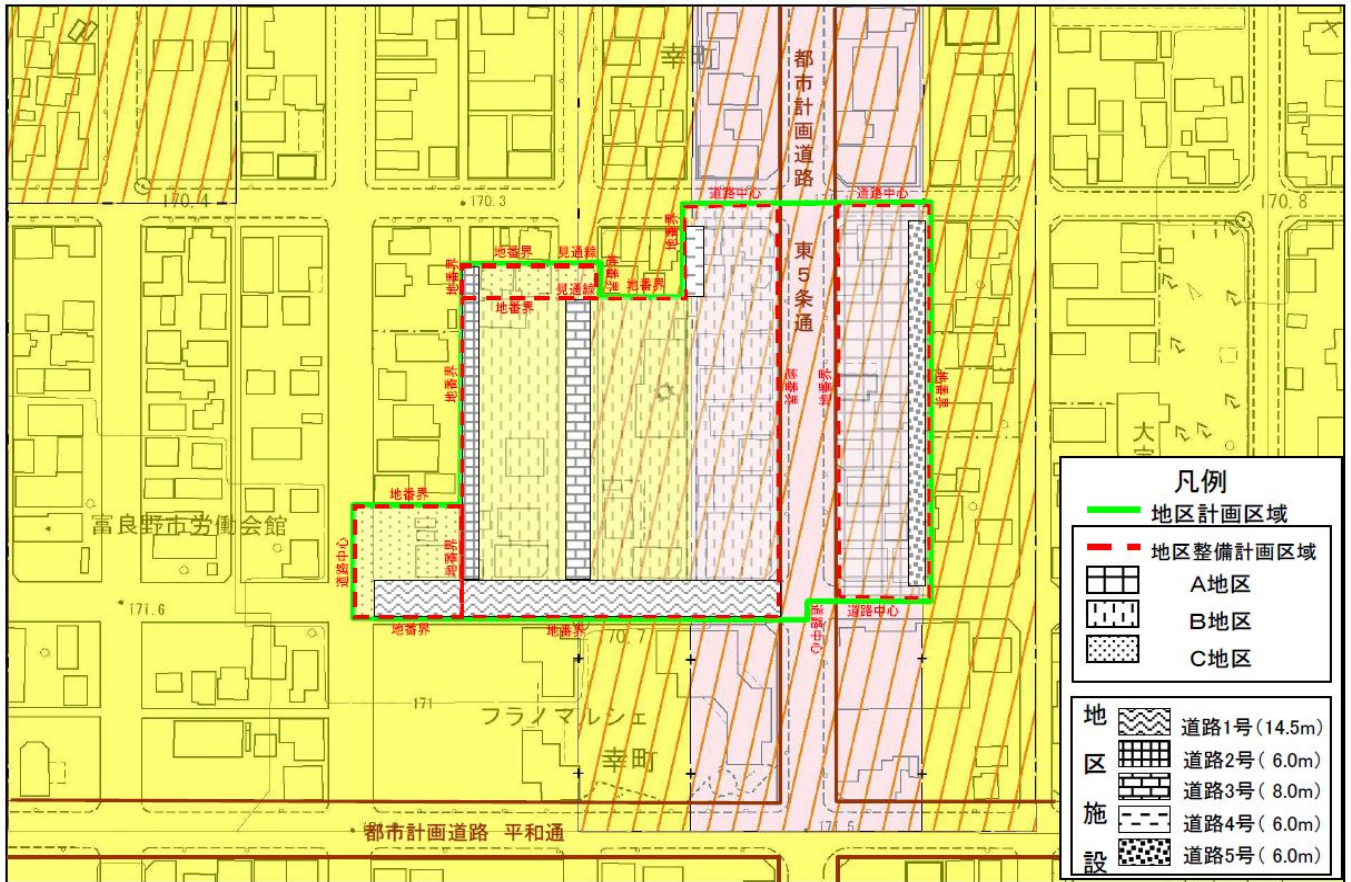 幸町
都市計画道路
東5条通
170.4
170.3
170.8
道路中心
道路中心
地番界
地番界
見通線
地番界
地番界
地番界
見通線
地番界
地番界
地番界
地番界
地番界
地番界
地番界
道路中心
富良野市労働会館
171.6
地番界
地番界
道路中心
道路中心
70.7
171
フラノマルシェ
幸町
171.5
都市計画道路 平和通
凡例
地区計画区域
地区整備計画区域
A地区
B地区
C地区
地区施設
道路1号(14.5m)
道路2号( 6.0m)
道路3号( 8.0m)
道路4号( 6.0m)
道路5号( 6.0m)